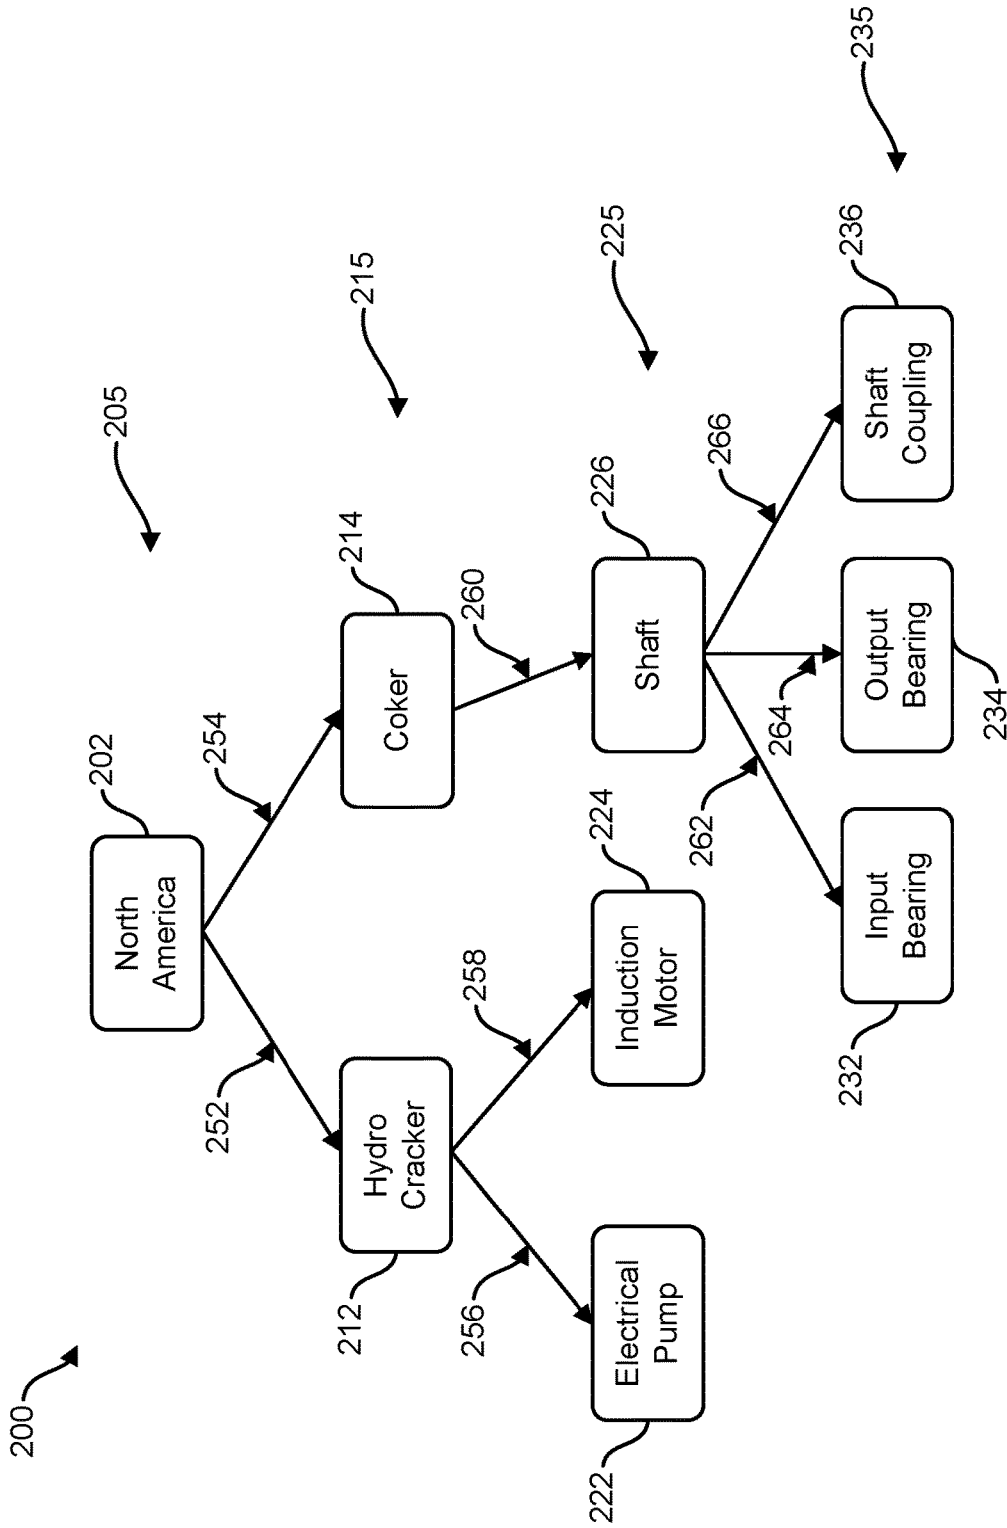 200
205
202
North
America
252
254
215
212
Hydro
Cracker
214
Coker
256
258
260
225
222
Electrical
Pump
224
Induction
Motor
226
Shaft
262
264
266
235
232
Input
Bearing
234
Output
Bearing
236
Shaft
Coupling